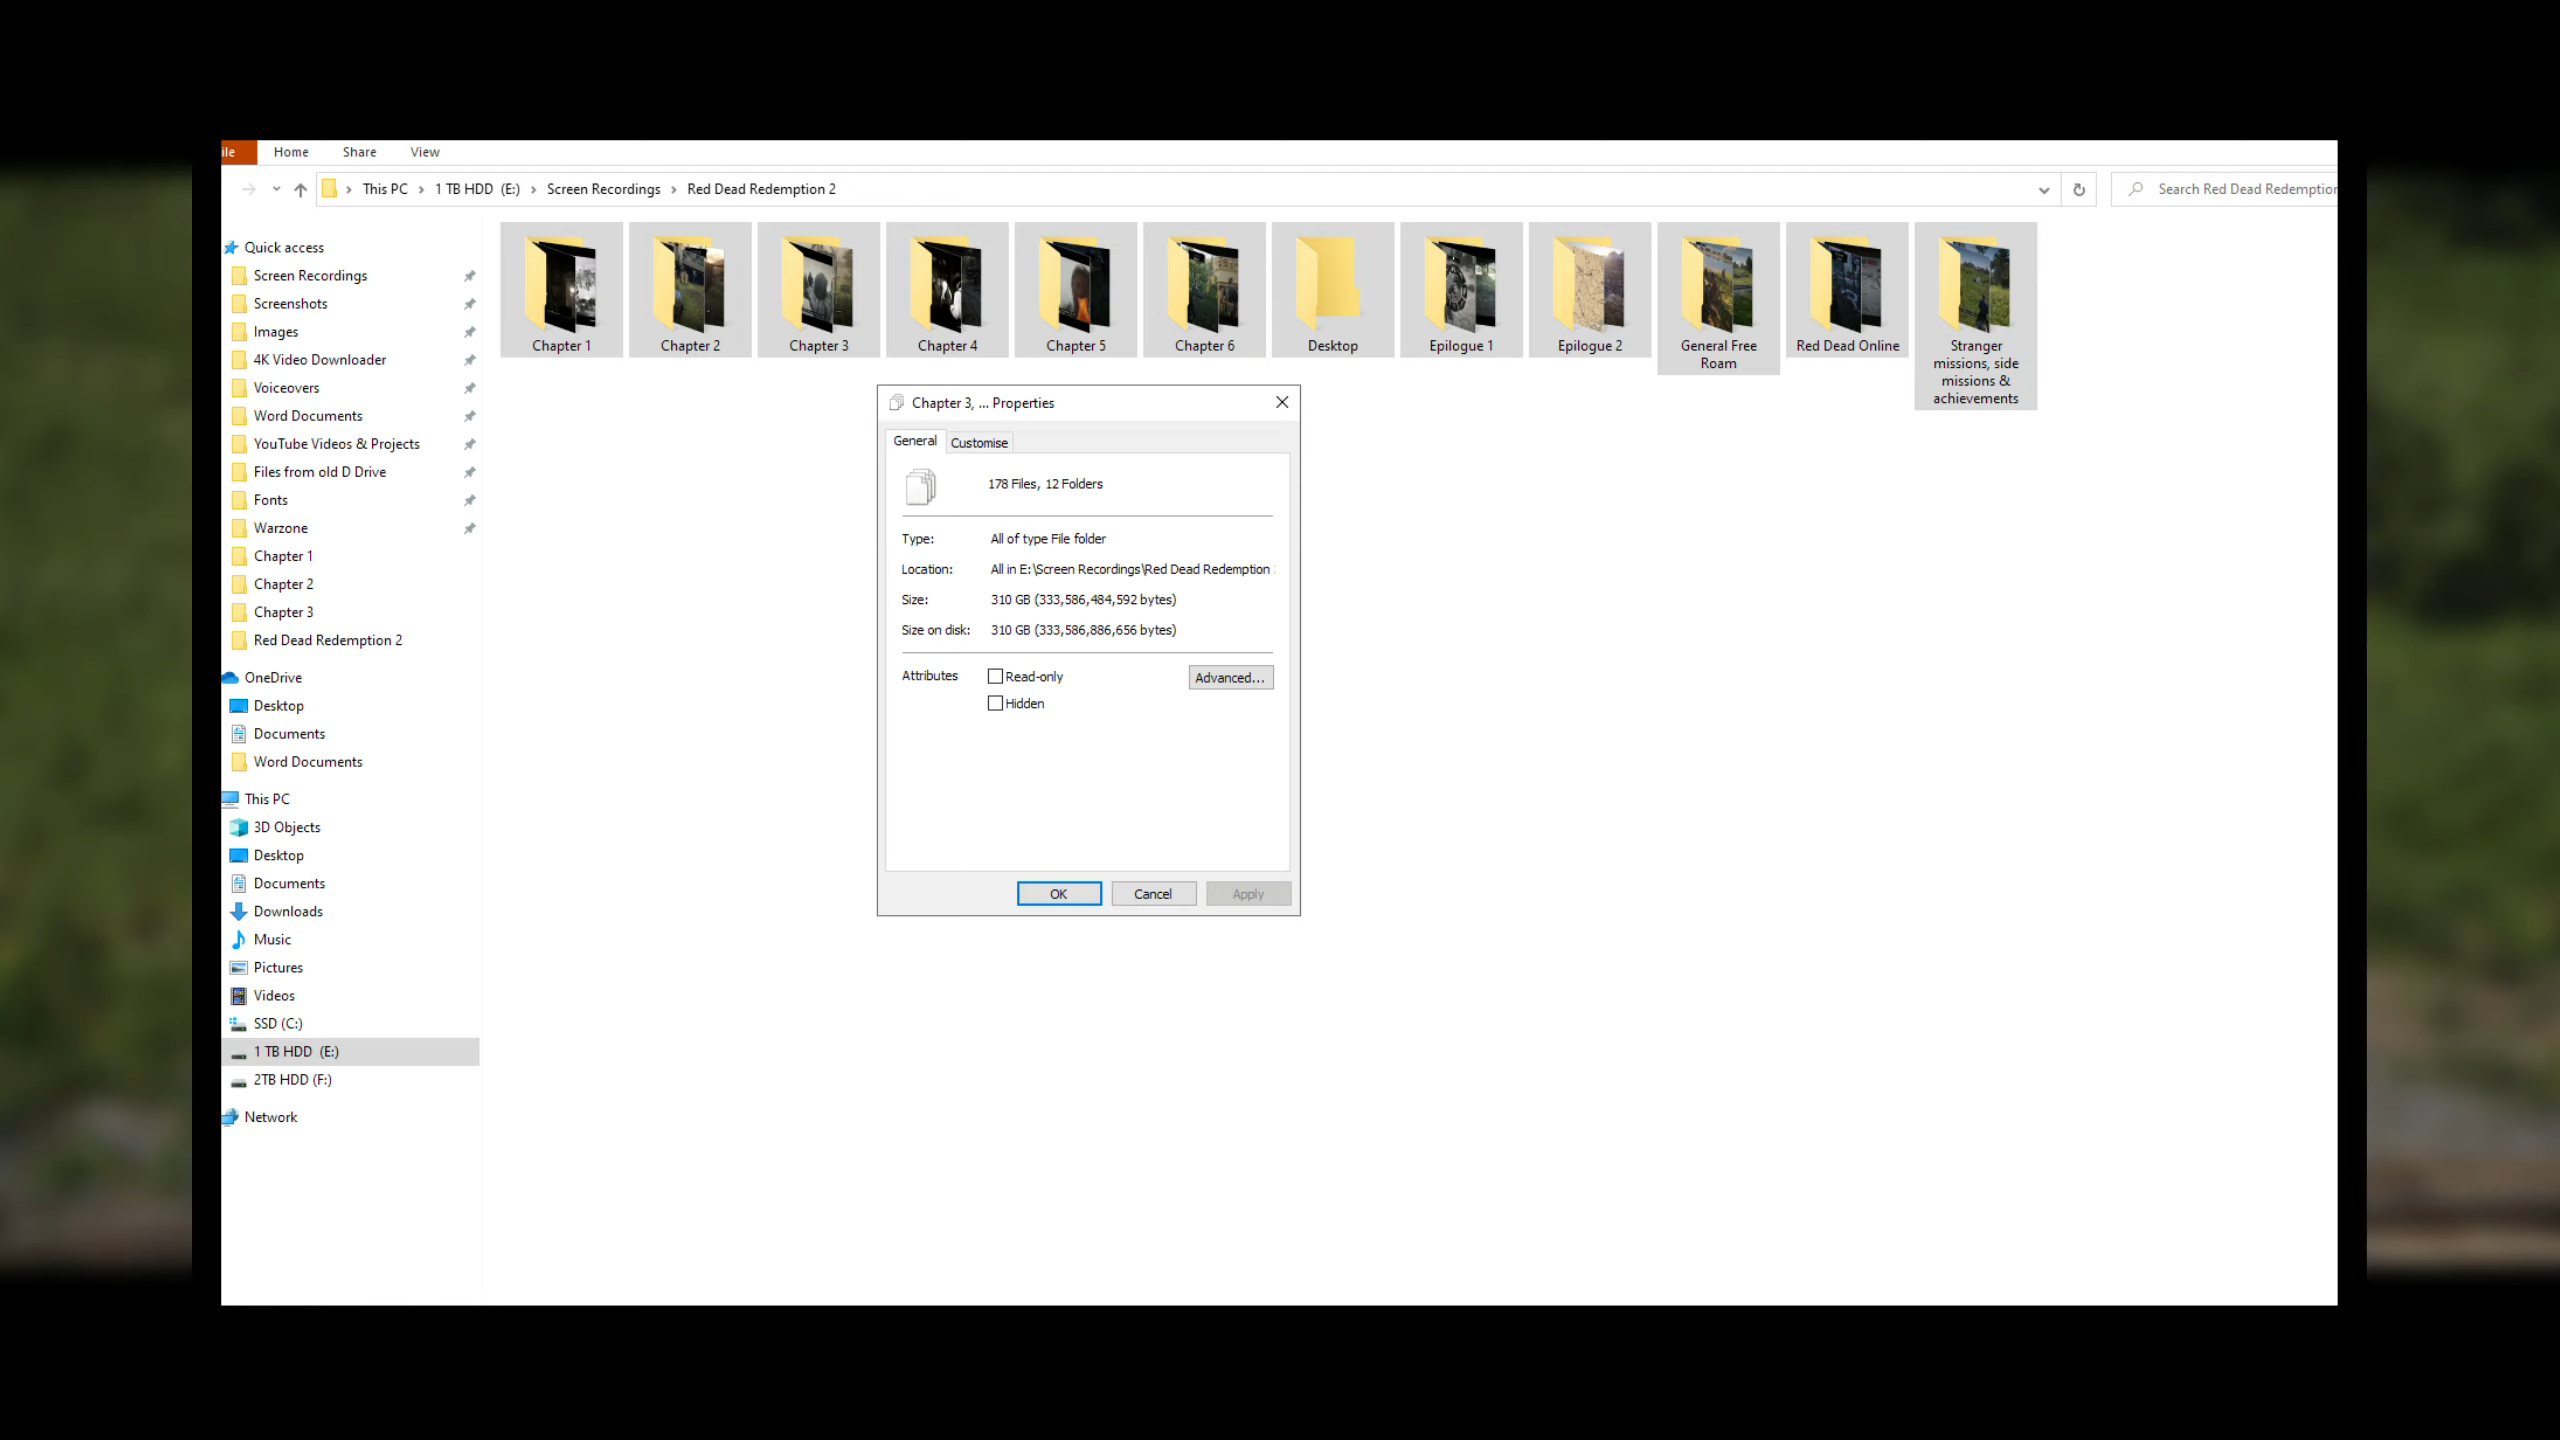 ile Home Share View
This PC 1 TB HDD (E:) Screen Recordings Red Dead Redemption 2
Search Red Dead Redemption
Quick access
Screen Recordings
Screenshots
Images
4K Video Downloader
Voiceovers
Word Documents
YouTube Videos & Projects
Files from old D Drive
Fonts
Warzone
Chapter 1
Chapter 2
Chapter 3
Red Dead Redemption 2
OneDrive
Desktop
Documents
Word Documents
This PC
3D Objects
Desktop
Documents
Downloads
Music
Pictures
Videos
SSD (C:)
1 TB HDD (E:)
2TB HDD (F:)
Network
Chapter 1
Chapter 2
Chapter 3
Chapter 4
Chapter 5
Chapter 6
Desktop
Epilogue 1
Epilogue 2
General Free
Roam
Red Dead Online
Stranger
missions, side
missions &
achievements
Chapter 3, ... Properties
General Customise
178 Files, 12 Folders
Type: All of type File folder
Location: All in E:\Screen Recordings\Red Dead Redemption
Size: 310 GB (333,586,484,592 bytes)
Size on disk: 310 GB (333,586,886,656 bytes)
Attributes Read-only Advanced...
Hidden
OK Cancel Apply